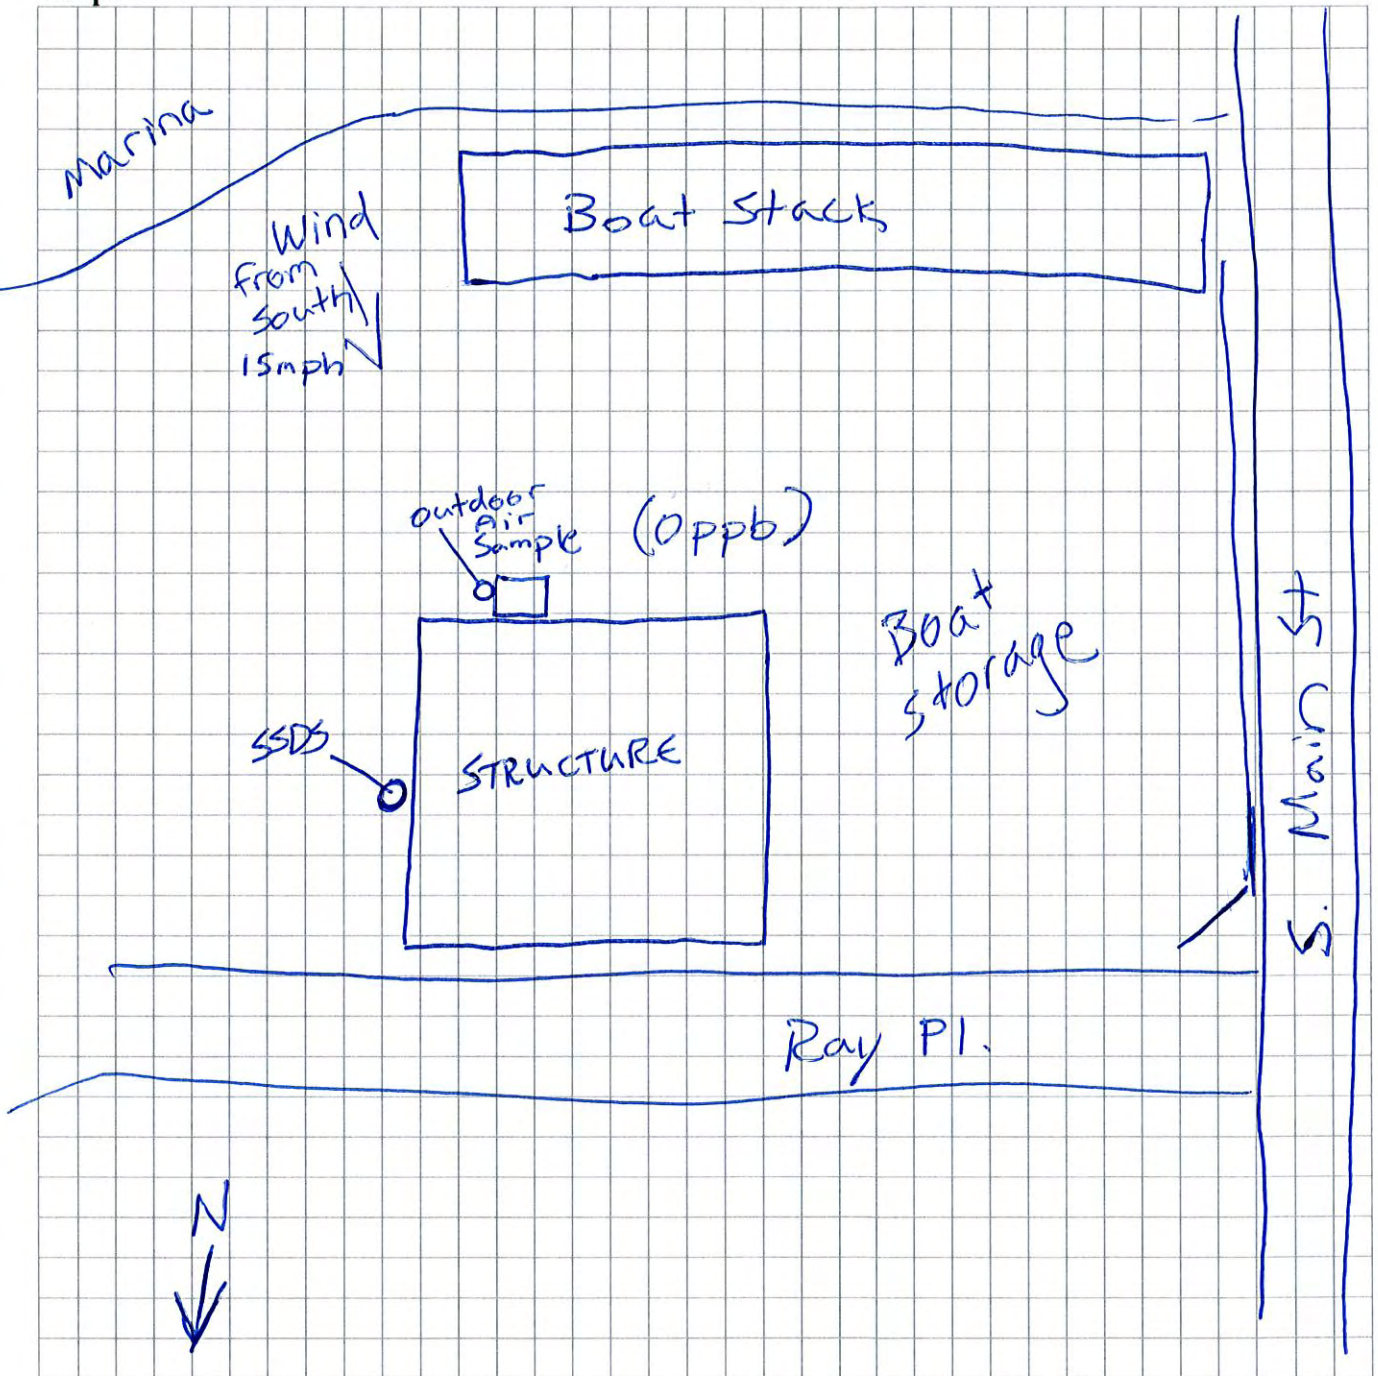 Marina
Wind
from
South
15mph
Boat Stack
outdoor
Air
Sample
(0ppb)
Boat
storage
SSDS
STRUCTURE
S. Main St
Ray Pl.
N